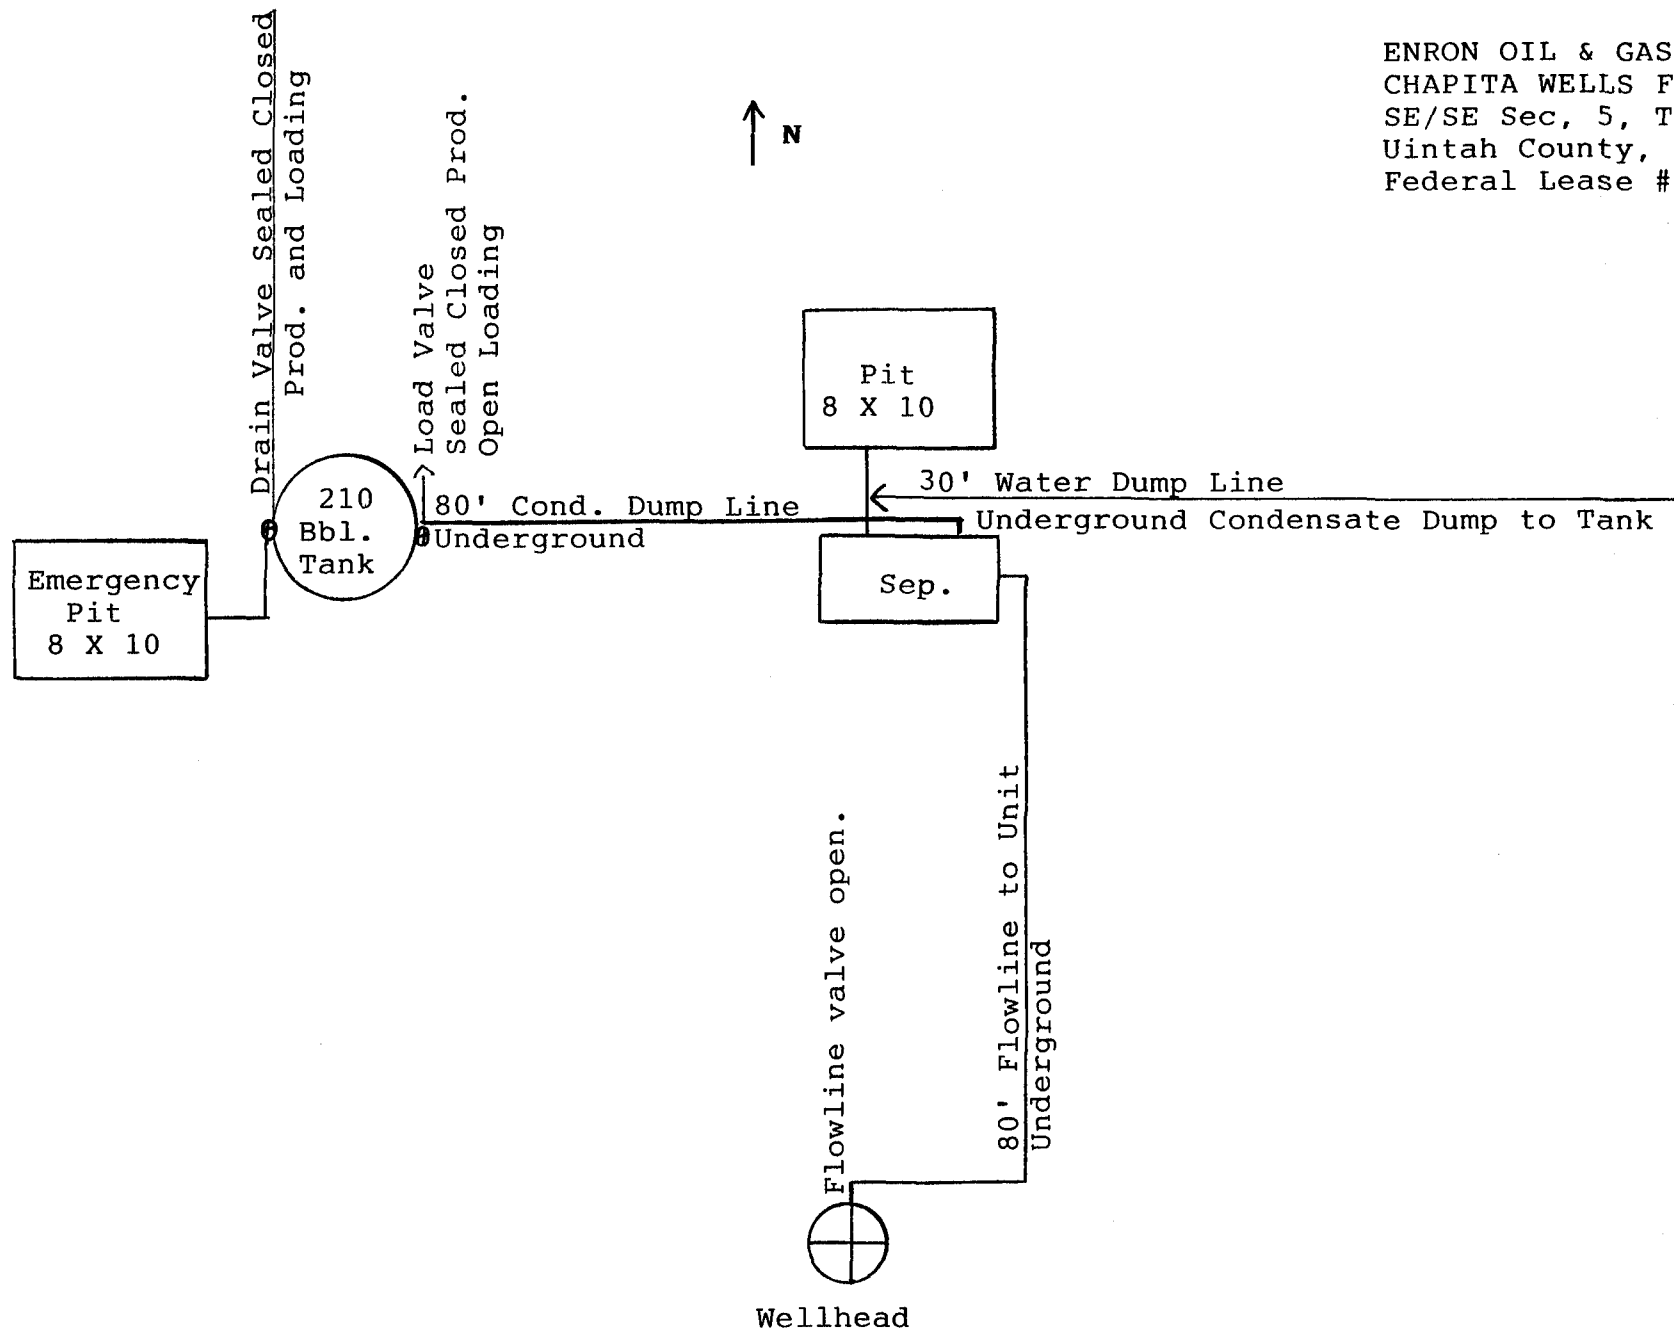 ENRON OIL & GAS
CHAPITA WELLS F
SE/SE Sec, 5, T
Uintah County,
Federal Lease #
N
Drain Valve Sealed Closed
Prod. and Loading
Load Valve
Sealed Closed Prod.
Open Loading
Pit
8 X 10
30' Water Dump Line
210
Bbl.
Tank
80' Cond. Dump Line
Underground
Underground Condensate Dump to Tank
Emergency
Pit
8 X 10
Sep.
Flowline valve open.
80' Flowline to Unit
Underground
Wellhead